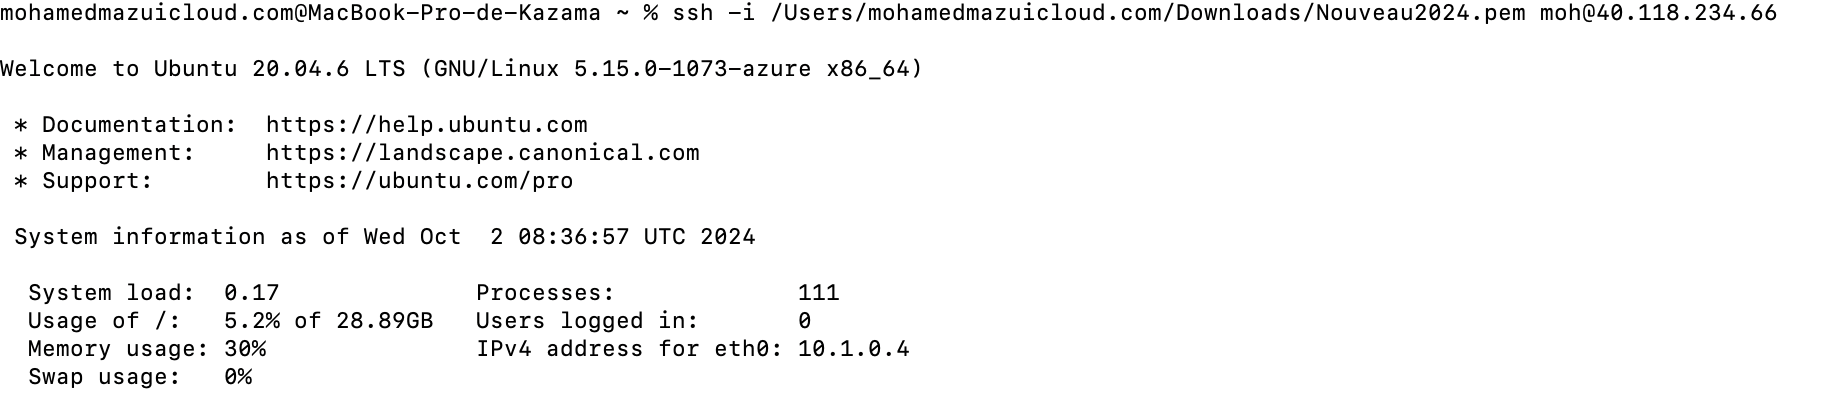 mohamedmazuicloud.com@MacBook-Pro-de-Kazama ~ % ssh -i /Users/mohamedmazuicloud.com/Downloads/Nouveau2024.pem moh@40.118.234.66
Welcome to Ubuntu 20.04.6 LTS (GNU/Linux 5.15.0-1073-azure x86_64)
* Documentation:  https://help.ubuntu.com
* Management:     https://landscape.canonical.com
* Support:        https://ubuntu.com/pro
System information as of Wed Oct  2 08:36:57 UTC 2024
System load:  0.17              Processes:             111
Usage of /:   5.2% of 28.89GB   Users logged in:       0
Memory usage: 30%               IPv4 address for eth0: 10.1.0.4
Swap usage:   0%